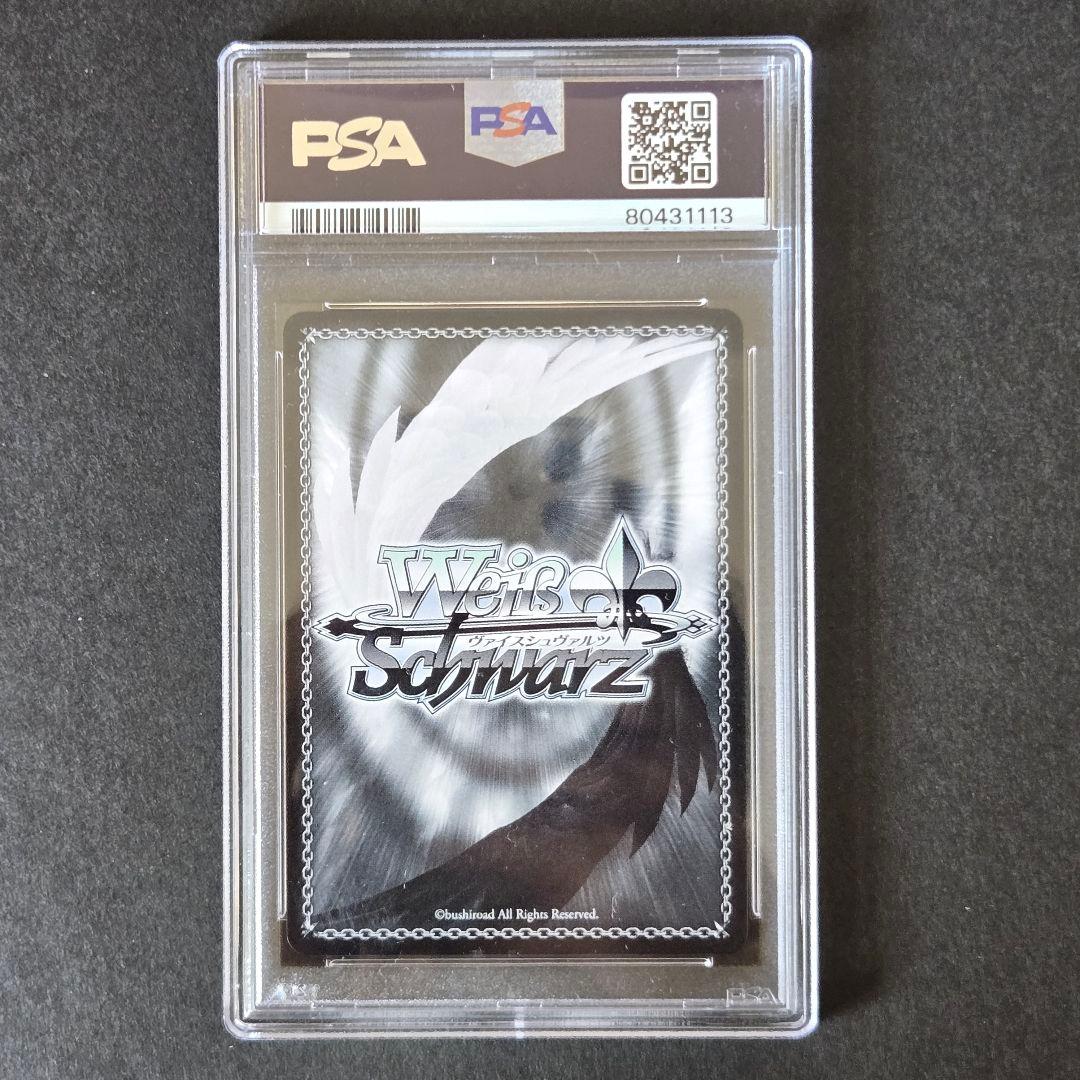 PSA
PSA
80431113
Weiß
ヴァイスシュヴァルツ
Schwarz
©bushiroad All Rights Reserved.
PSA